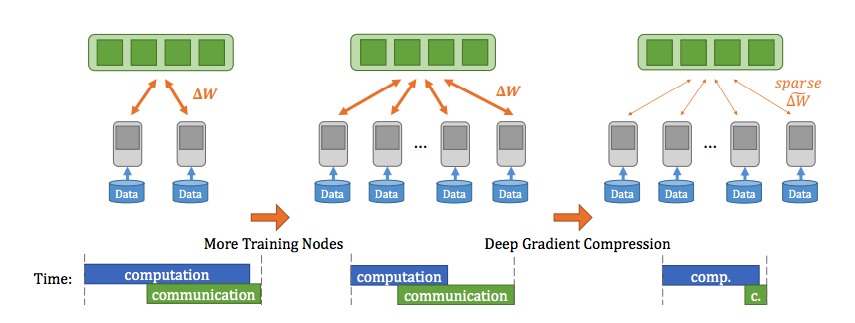 ΔW
ΔW
sparse
~ΔW
...
...
Data Data Data Data Data Data Data Data Data Data
More Training Nodes
Deep Gradient Compression
Time:
computation
communication
computation
communication
comp.
c.